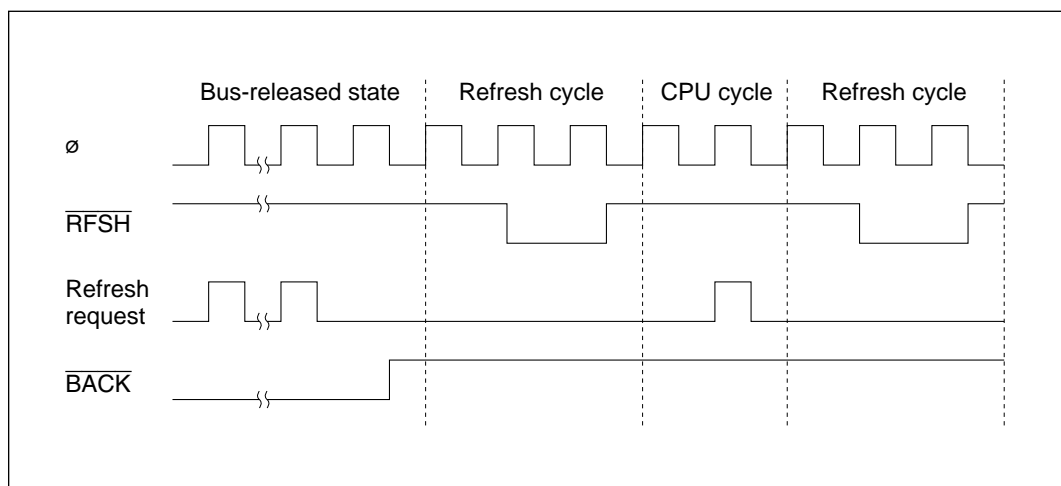 Bus-released state Refresh cycle CPU cycle Refresh cycle
ø
RFSH
Refresh
request
BACK